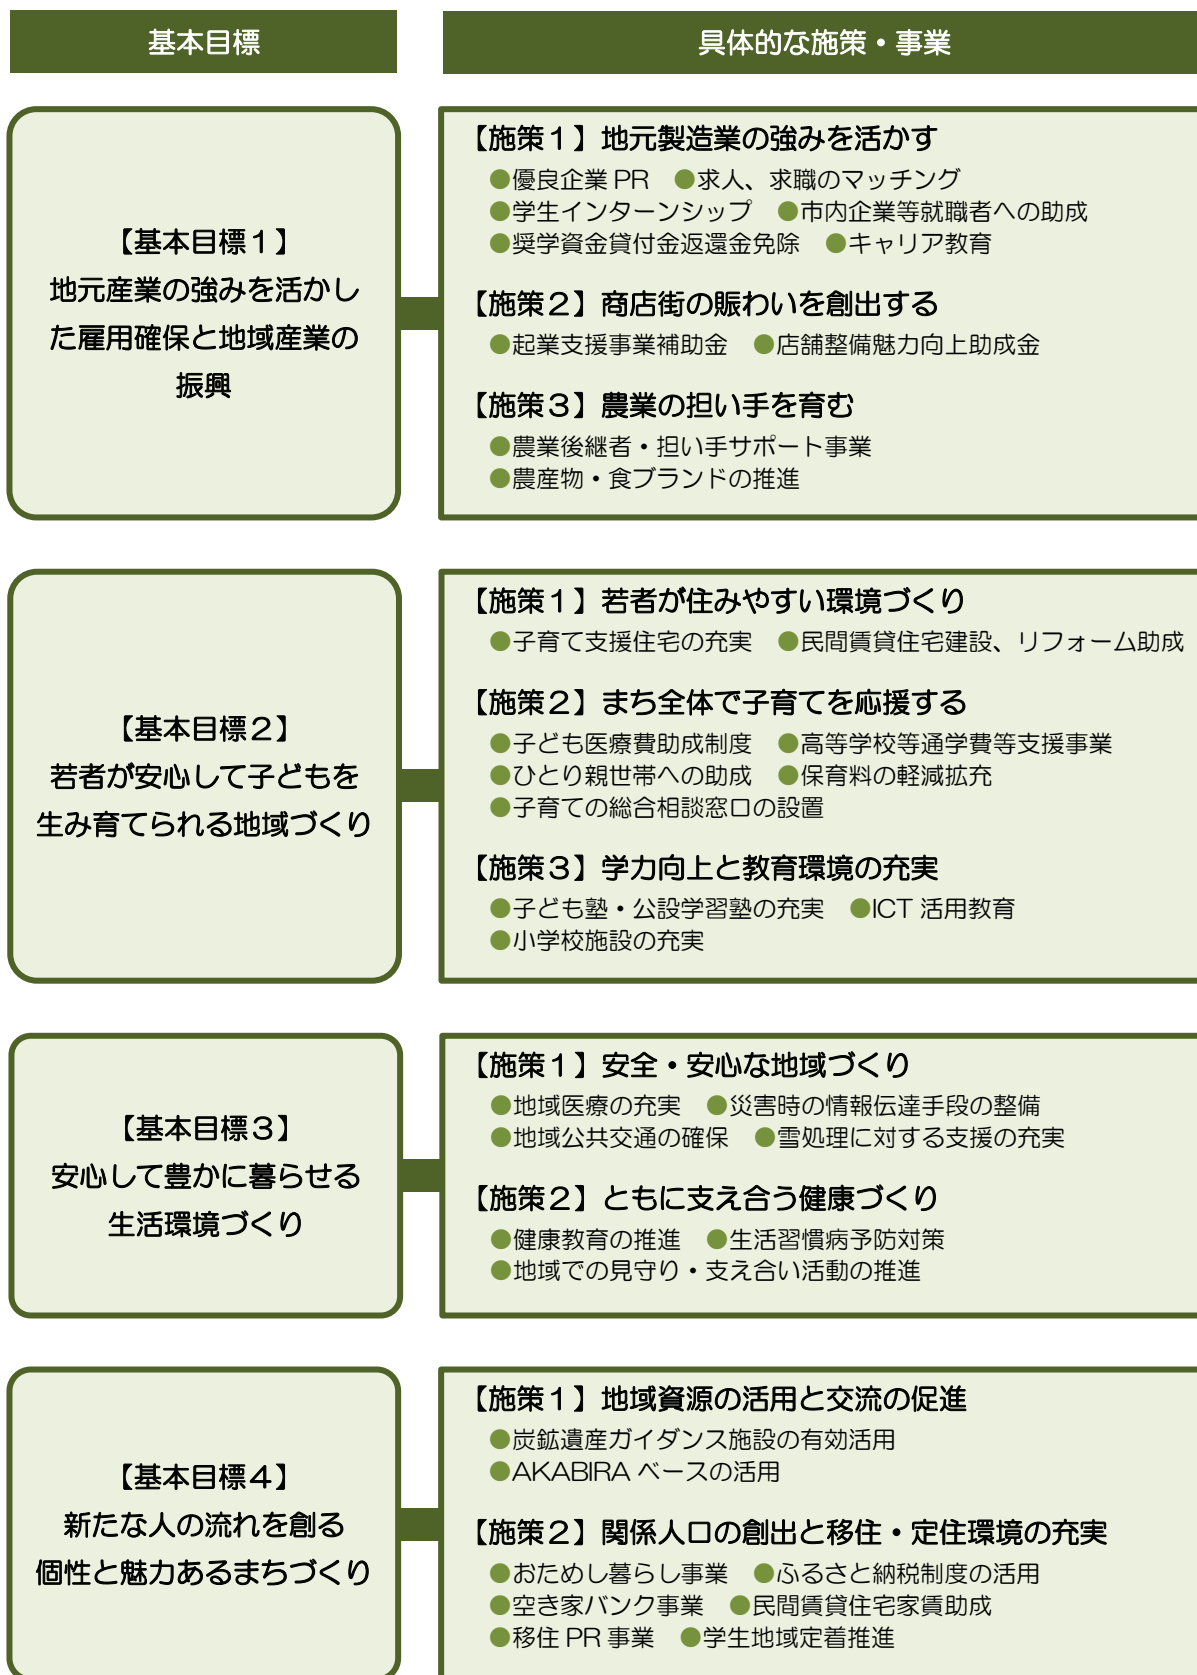 基本目標
具体的な施策・事業
【基本目標１】
地元産業の強みを活かし
た雇用確保と地域産業の
振興
【施策１】地元製造業の強みを活かす
●優良企業 PR　●求人、求職のマッチング
●学生インターンシップ　●市内企業等就職者への助成
●奨学資金貸付金返還金免除　●キャリア教育
【施策２】商店街の賑わいを創出する
●起業支援事業補助金　●店舗整備魅力向上助成金
【施策３】農業の担い手を育む
●農業後継者・担い手サポート事業
●農産物・食ブランドの推進
【基本目標２】
若者が安心して子どもを
生み育てられる地域づくり
【施策１】若者が住みやすい環境づくり
●子育て支援住宅の充実　●民間賃貸住宅建設、リフォーム助成
【施策２】まち全体で子育てを応援する
●子ども医療費助成制度　●高等学校等通学費等支援事業
●ひとり親世帯への助成　●保育料の軽減拡充
●子育ての総合相談窓口の設置
【施策３】学力向上と教育環境の充実
●子ども塾・公設学習塾の充実　●ICT 活用教育
●小学校施設の充実
【基本目標３】
安心して豊かに暮らせる
生活環境づくり
【施策１】安全・安心な地域づくり
●地域医療の充実　●災害時の情報伝達手段の整備
●地域公共交通の確保　●雪処理に対する支援の充実
【施策２】ともに支え合う健康づくり
●健康教育の推進　●生活習慣病予防対策
●地域での見守り・支え合い活動の推進
【基本目標４】
新たな人の流れを創る
個性と魅力あるまちづくり
【施策１】地域資源の活用と交流の促進
●炭鉱遺産ガイダンス施設の有効活用
●AKABIRA ベースの活用
【施策２】関係人口の創出と移住・定住環境の充実
●おためし暮らし事業　●ふるさと納税制度の活用
●空き家バンク事業　●民間賃貸住宅家賃助成
●移住 PR 事業　●学生地域定着推進